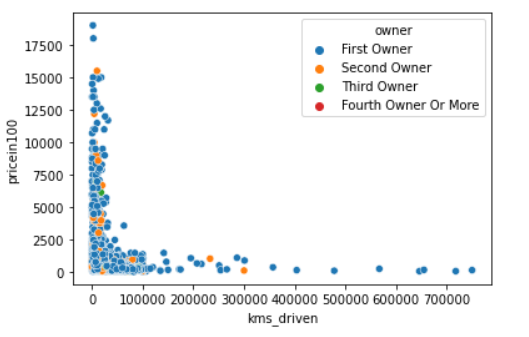 owner
First Owner
Second Owner
Third Owner
Fourth Owner Or More
pricein100
17500
15000
12500
10000
7500
5000
2500
0
0 100000 200000 300000 400000 500000 600000 700000
kms_driven